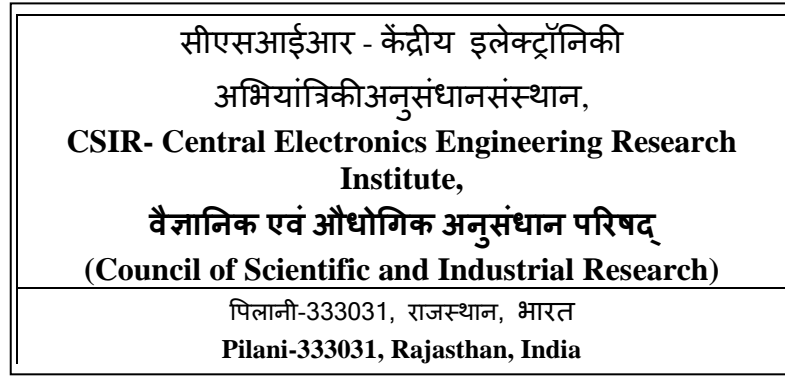 सीएसआईआर - केंद्रीय इलेक्ट्रॉनिकी
अभियांत्रिकीअनुसंधानसंस्थान,
CSIR- Central Electronics Engineering Research
Institute,
वैज्ञानिक एवं औधोगिक अनुसंधान परिषद्
(Council of Scientific and Industrial Research)
पिलानी-333031, राजस्थान, भारत
Pilani-333031, Rajasthan, India